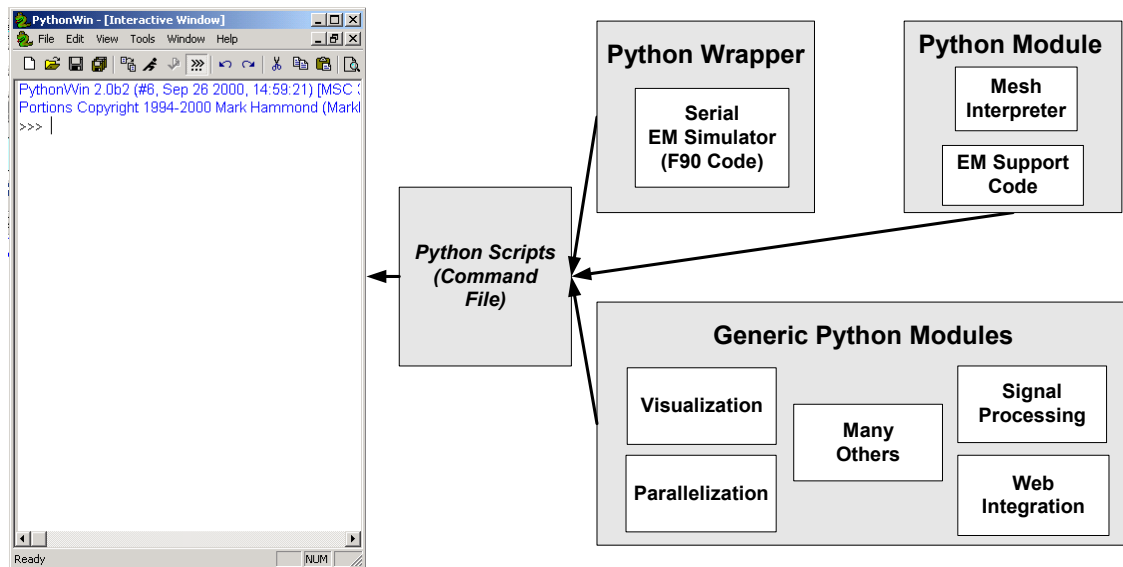 PythonWin - [Interactive Window]
File Edit View Tools Window Help
PythonWin 2.0b2 (#6, Sep 26 2000, 14:59:21) [MSC
Portions Copyright 1994-2000 Mark Hammond
>>>
Ready
NUM
Python Scripts
(Command
File)
Python Wrapper
Serial
EM Simulator
(F90 Code)
Python Module
Mesh
Interpreter
EM Support
Code
Generic Python Modules
Visualization
Parallelization
Many
Others
Signal
Processing
Web
Integration